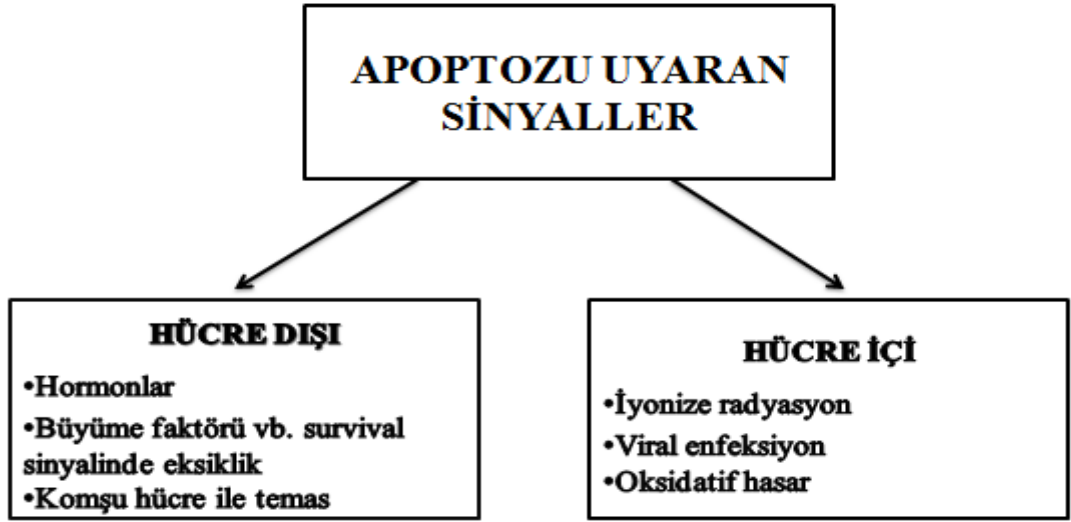 APOPTOZU UYARAN
SİNYALLER
HÜCRE DIŞI
•Hormonlar
•Büyüme faktörü vb. survival
sinyalinde eksiklik
•Komşu hücre ile temas
HÜCRE İÇİ
•İyonize radyasyon
•Viral enfeksiyon
•Oksidatif hasar